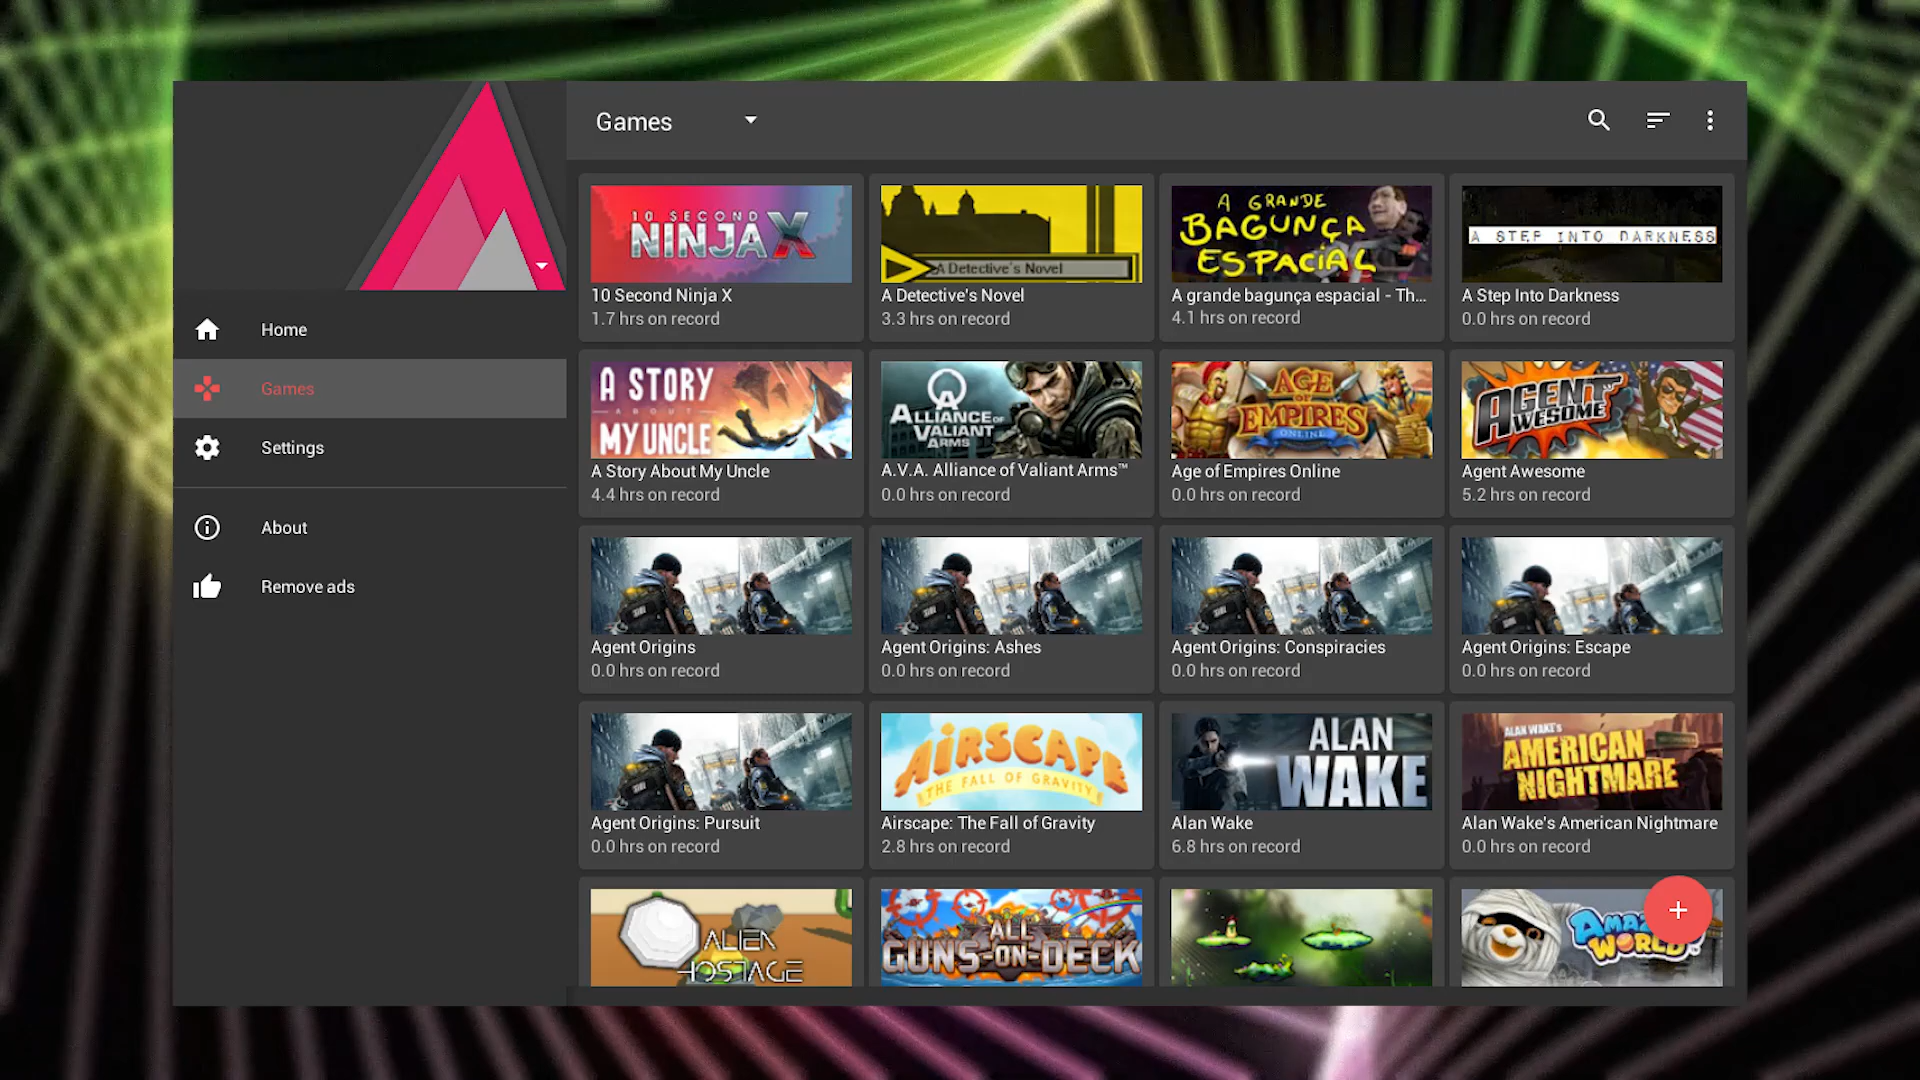 Games
Home
Games
Settings
About
Remove ads
10 SECOND
NINJA X
10 Second Ninja X
1.7 hrs on record
A Detective's Novel
A Detective's Novel
3.3 hrs on record
A GRANDE
BAGUNÇA
ESPACIAL
A grande bagunça espacial - Th...
4.1 hrs on record
A STEP INTO DARKNESS
A Step Into Darkness
0.0 hrs on record
A STORY
ABOUT
MY UNCLE
A Story About My Uncle
4.4 hrs on record
ALLIANCE OF
VALIANT
ARMS
A.V.A. Alliance of Valiant Arms™
0.0 hrs on record
AGE
OF
EMPIRES
ONLINE
Age of Empires Online
0.0 hrs on record
AGENT
AWESOME
Agent Awesome
5.2 hrs on record
Agent Origins
0.0 hrs on record
Agent Origins: Ashes
0.0 hrs on record
Agent Origins: Conspiracies
0.0 hrs on record
Agent Origins: Escape
0.0 hrs on record
Agent Origins: Pursuit
0.0 hrs on record
AIRSCAPE
THE FALL OF GRAVITY
Airscape: The Fall of Gravity
2.8 hrs on record
ALAN
WAKE
Alan Wake
6.8 hrs on record
ALAN WAKE'S
AMERICAN
NIGHTMARE
Alan Wake's American Nightmare
0.0 hrs on record
ALIEN
HOSTAGE
ALL
GUNS-ON-DECK
WORLD